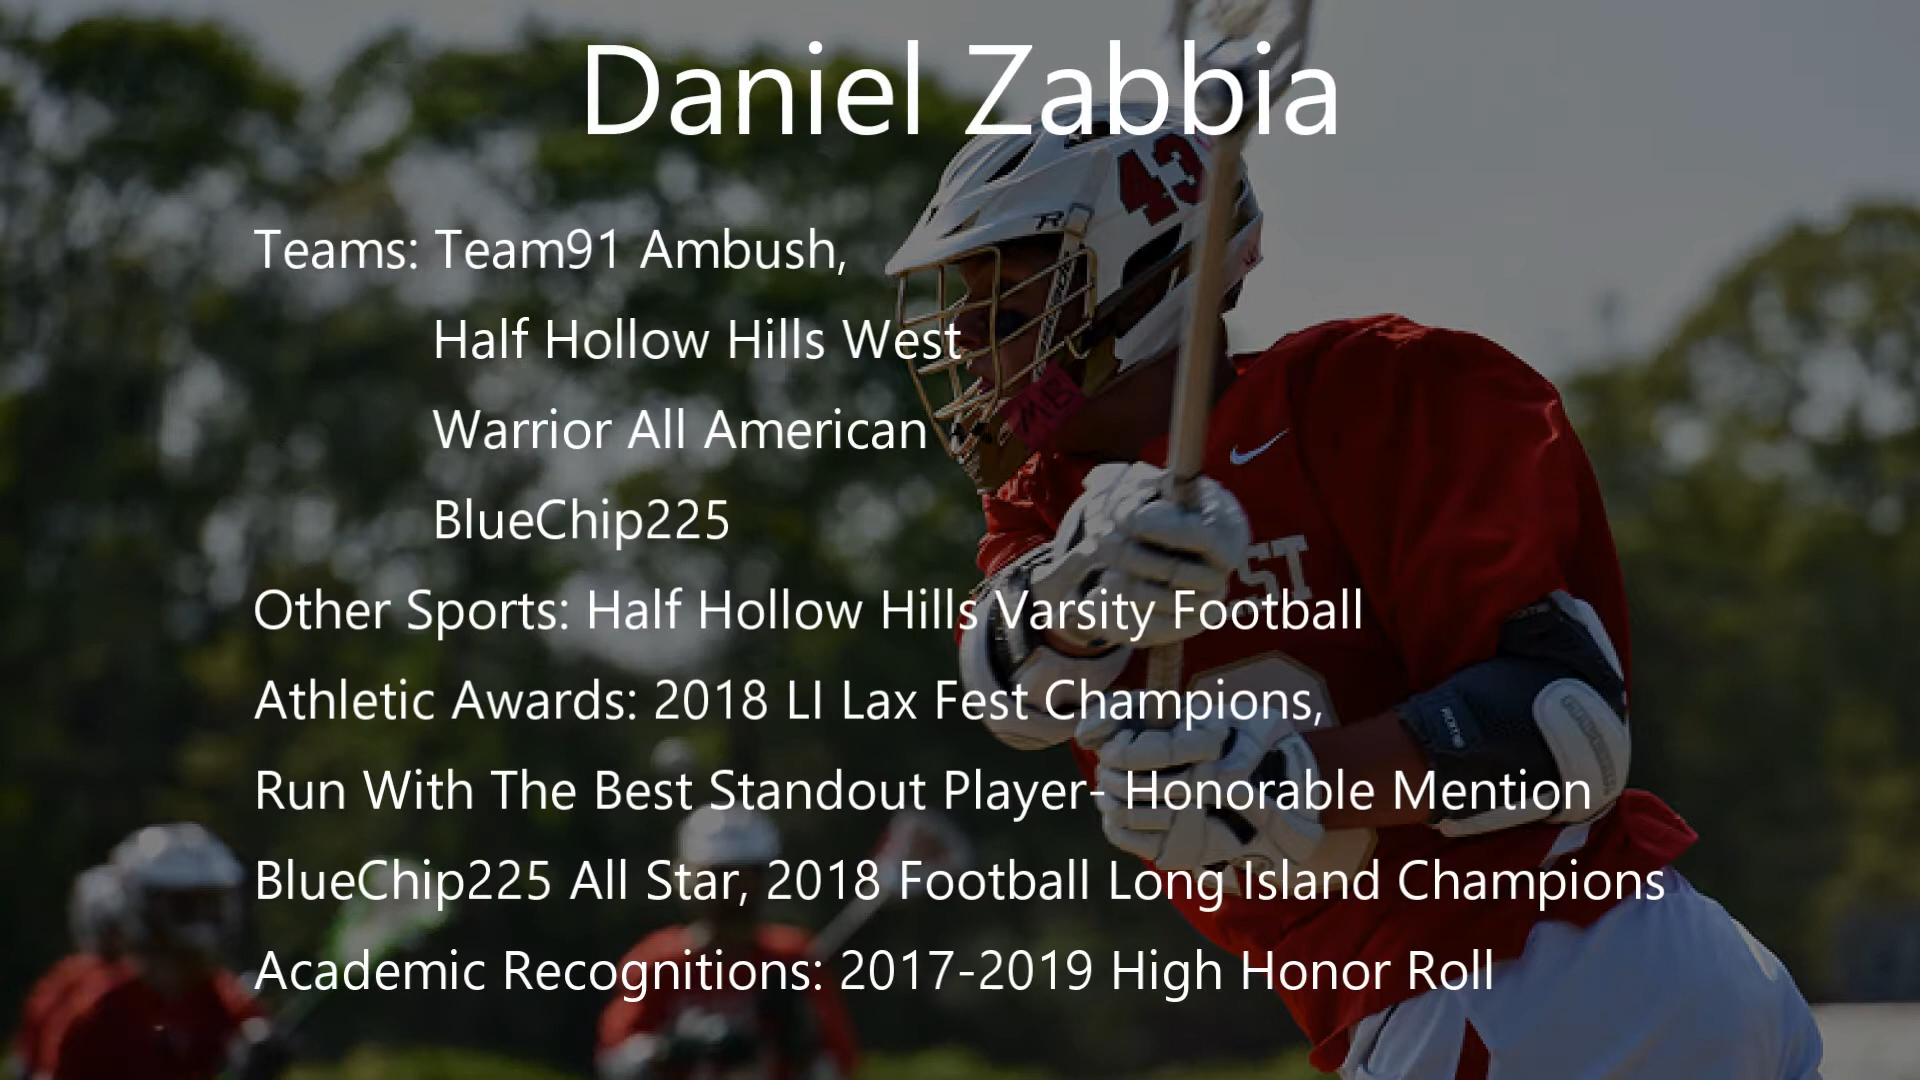 Daniel Zabbia
Teams: Team91 Ambush,
Half Hollow Hills West
Warrior All American
BlueChip225
Other Sports: Half Hollow Hills Varsity Football
Athletic Awards: 2018 LI Lax Fest Champions,
Run With The Best Standout Player- Honorable Mention
BlueChip225 All Star, 2018 Football Long Island Champions
Academic Recognitions: 2017-2019 High Honor Roll
43
R
MB